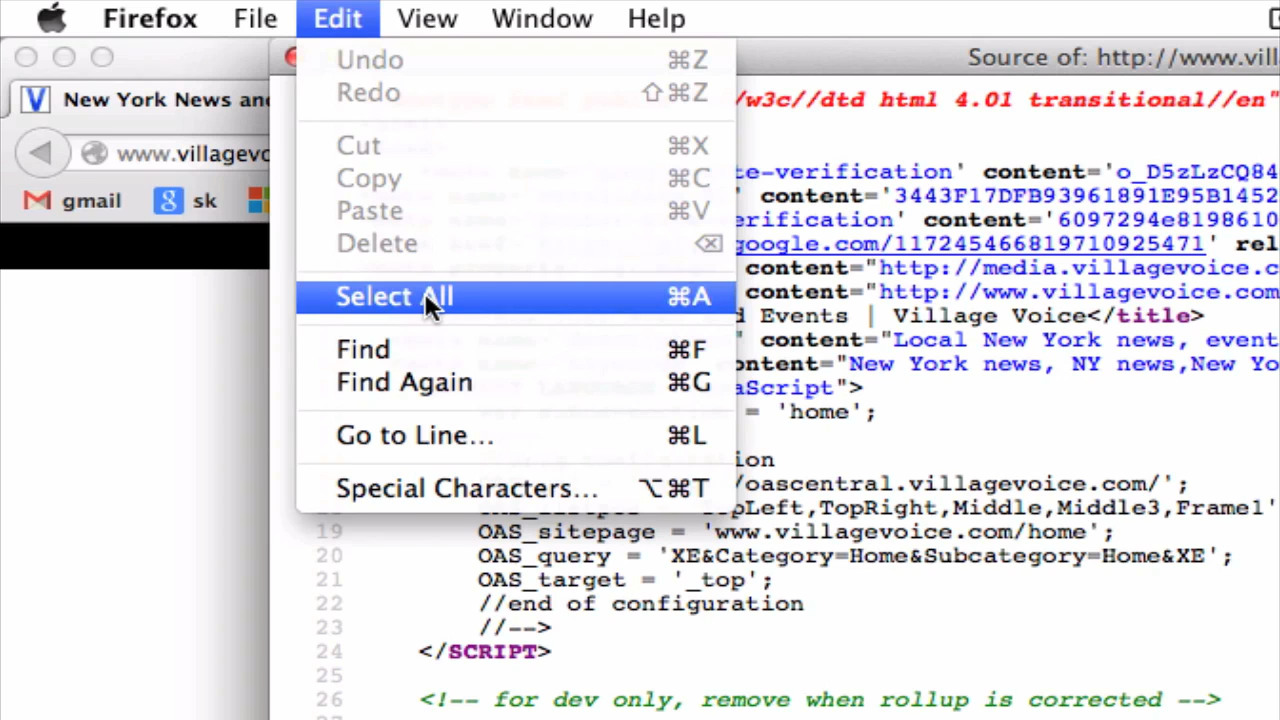 Firefox File Edit View Window Help
Source of: http://www.vill
New York News and
www.villagevo
gmail sk
Undo ⌘Z
Redo ⇧⌘Z
Cut ⌘X
Copy ⌘C
Paste ⌘V
Delete ⌫
Select All ⌘A
Find ⌘F
Find Again ⌘G
Go to Line... ⌘L
Special Characters... ⌥⌘T
/w3c//dtd html 4.01 transitional//en"
te-verification' content='o_D5zLzCQ84
' content='3443F17DFB93961891E95B1452
erification' content='6097294e8198610
google.com/117245466819710925471' rel
content="http://media.villagevoice.c
content="http://www.villagevoice.com
d Events | Village Voice</title>
" content="Local New York news, event
content="New York news, NY news,New Yo
aScript">
= 'home';
ion
/oascentral.villagevoice.com/';
opLeft,TopRight,Middle,Middle3,Frame1'
19 OAS_sitepage = 'www.villagevoice.com/home';
20 OAS_query = 'XE&Category=Home&Subcategory=Home&XE';
21 OAS_target = '_top';
22 //end of configuration
23 //-->
24 </SCRIPT>
25
26 <!-- for dev only, remove when rollup is corrected -->